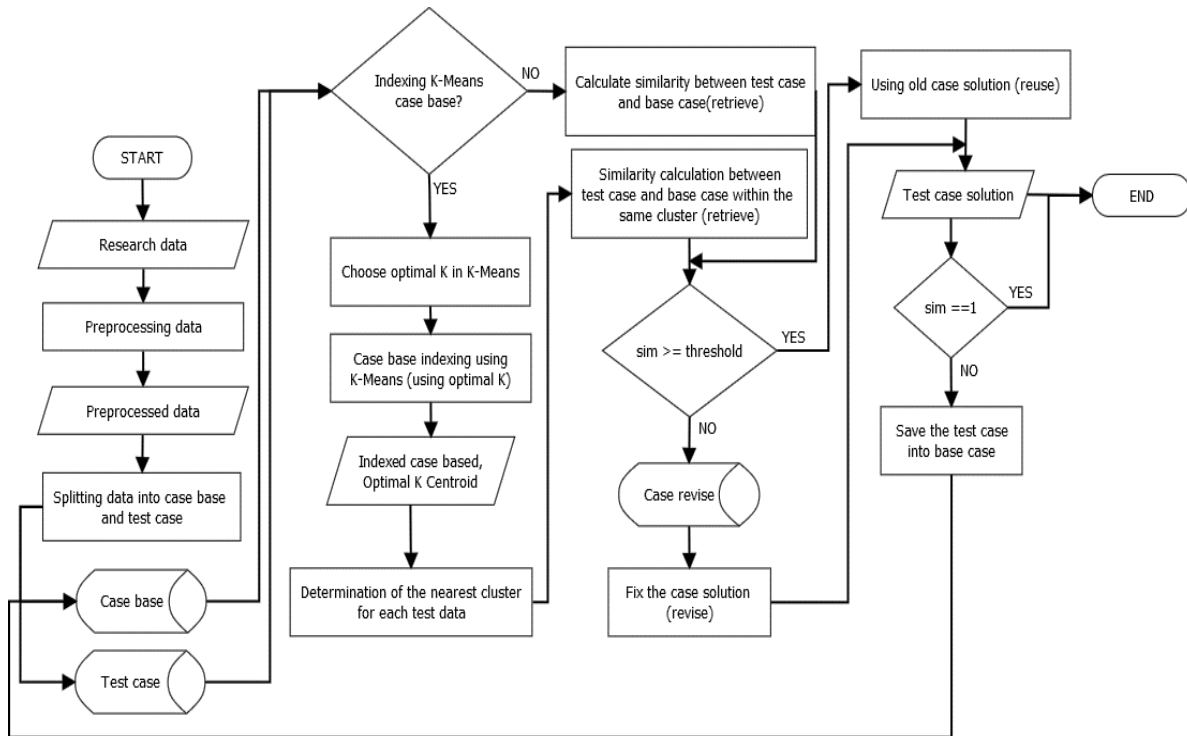 START
Research data
Preprocessing data
Preprocessed data
Splitting data into case base
and test case
Case base
Test case
Indexing K-Means
case base?
NO
YES
Choose optimal K in K-Means
Case base indexing using
K-Means (using optimal K)
Indexed case based,
Optimal K Centroid
Determination of the nearest cluster
for each test data
Calculate similarity between test case
and base case(retrieve)
Similarity calculation between
test case and base case within the
same cluster (retrieve)
sim >= threshold
YES
NO
Case revise
Fix the case solution
(revise)
Using old case solution (reuse)
Test case solution
END
sim ==1
YES
NO
Save the test case
into base case